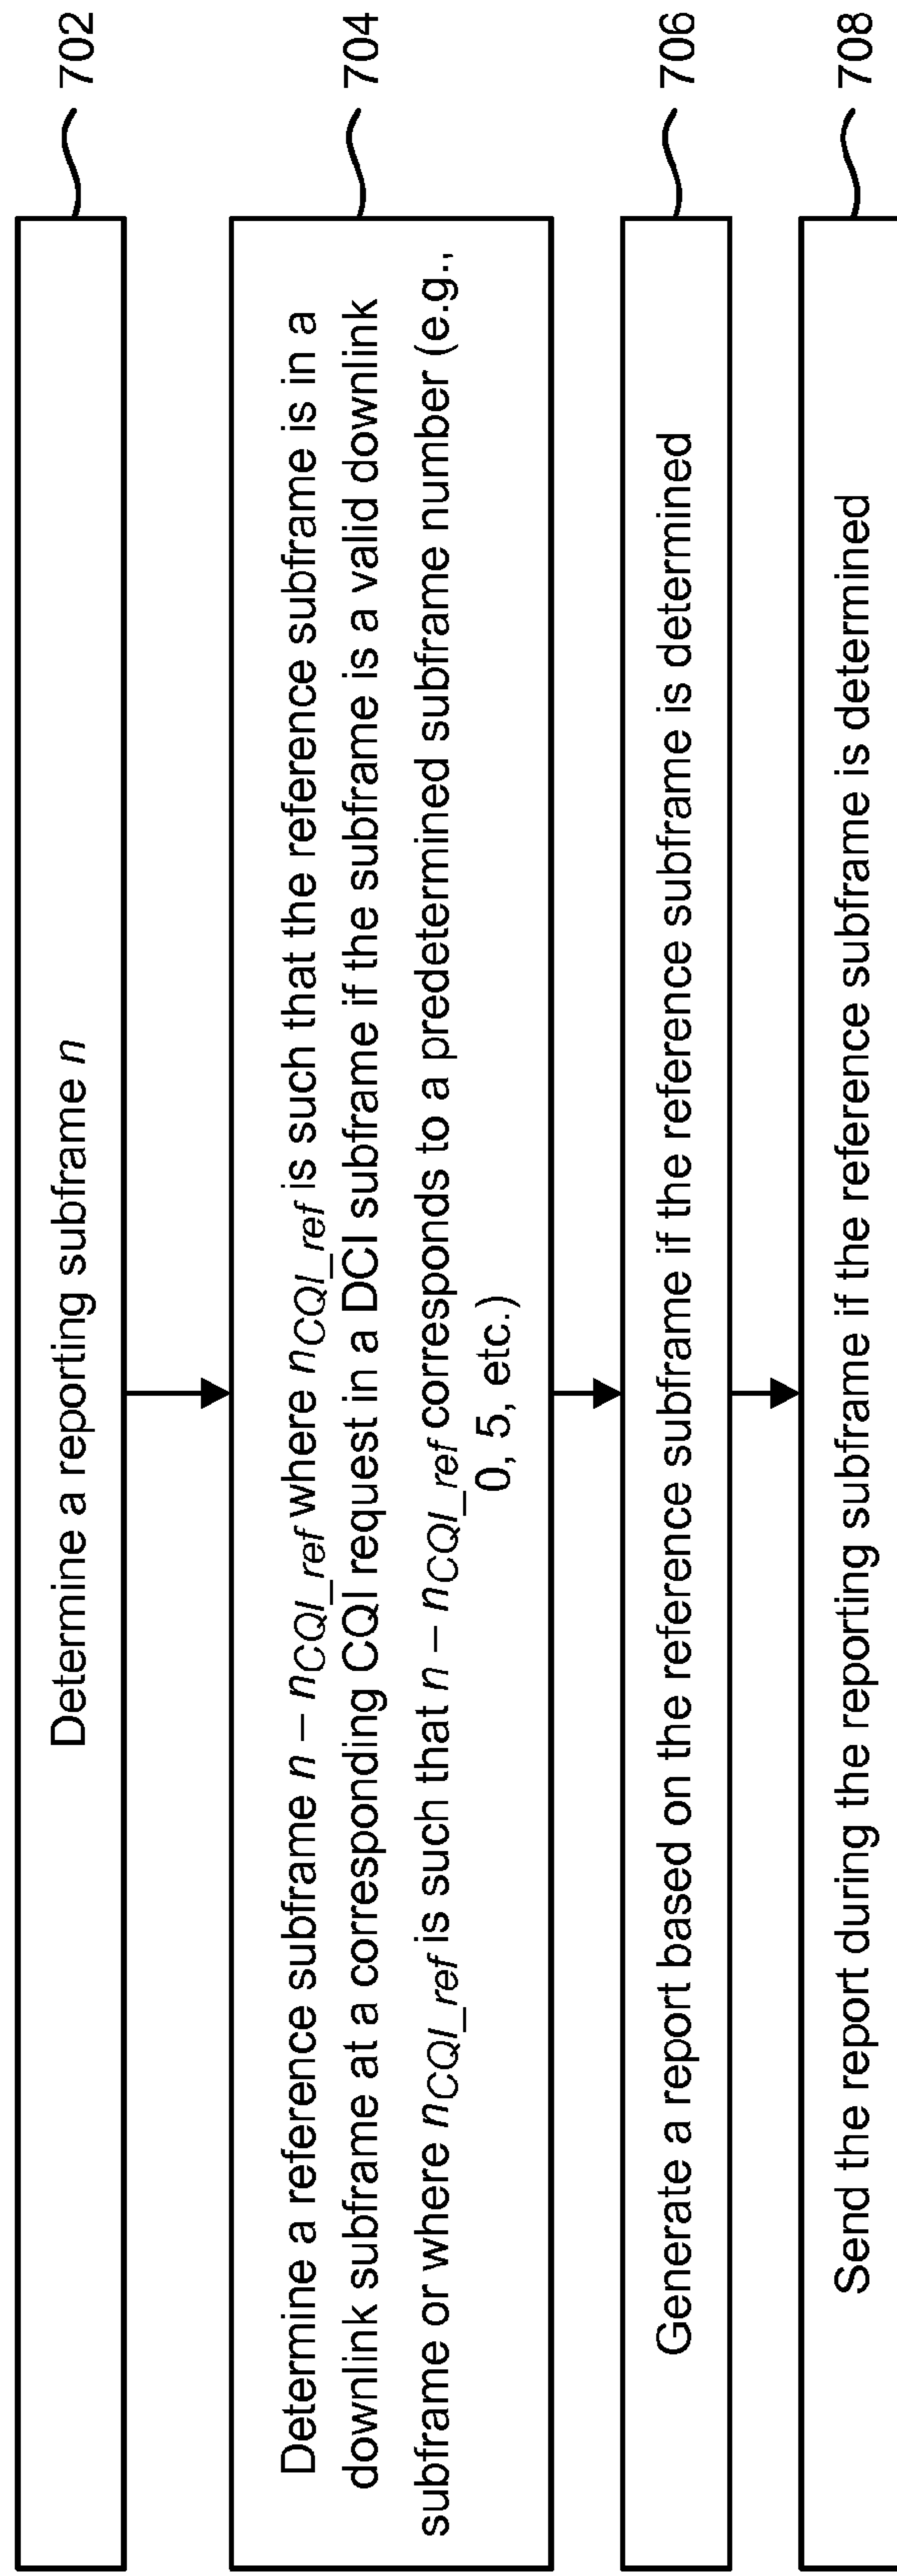 Determine a reporting subframe n
702
Determine a reference subframe n – nCQI_ref where nCQI_ref is such that the reference subframe is in a
downlink subframe at a corresponding CQI request in a DCI subframe if the subframe is a valid downlink
subframe or where nCQI_ref is such that n – nCQI_ref corresponds to a predetermined subframe number (e.g.,
0, 5, etc.)
704
Generate a report based on the reference subframe if the reference subframe is determined
706
Send the report during the reporting subframe if the reference subframe is determined
708